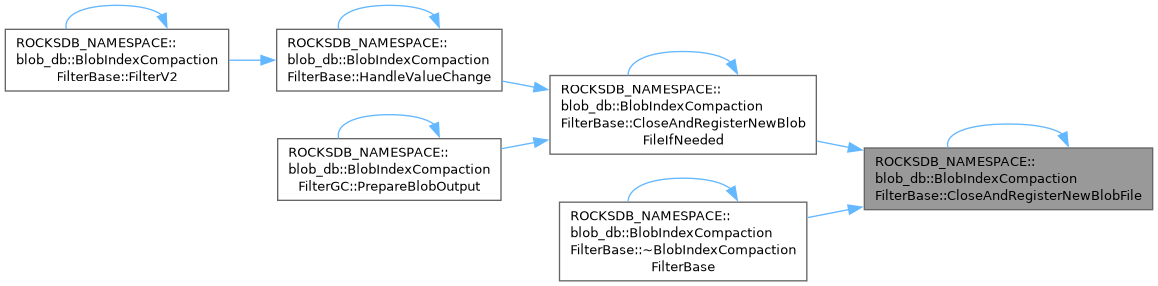 ROCKSDB_NAMESPACE::
blob_db::BlobIndexCompaction
FilterBase::FilterV2
ROCKSDB_NAMESPACE::
blob_db::BlobIndexCompaction
FilterBase::HandleValueChange
ROCKSDB_NAMESPACE::
blob_db::BlobIndexCompaction
FilterGC::PrepareBlobOutput
ROCKSDB_NAMESPACE::
blob_db::BlobIndexCompaction
FilterBase::CloseAndRegisterNewBlob
FileIfNeeded
ROCKSDB_NAMESPACE::
blob_db::BlobIndexCompaction
FilterBase::~BlobIndexCompaction
FilterBase
ROCKSDB_NAMESPACE::
blob_db::BlobIndexCompaction
FilterBase::CloseAndRegisterNewBlobFile